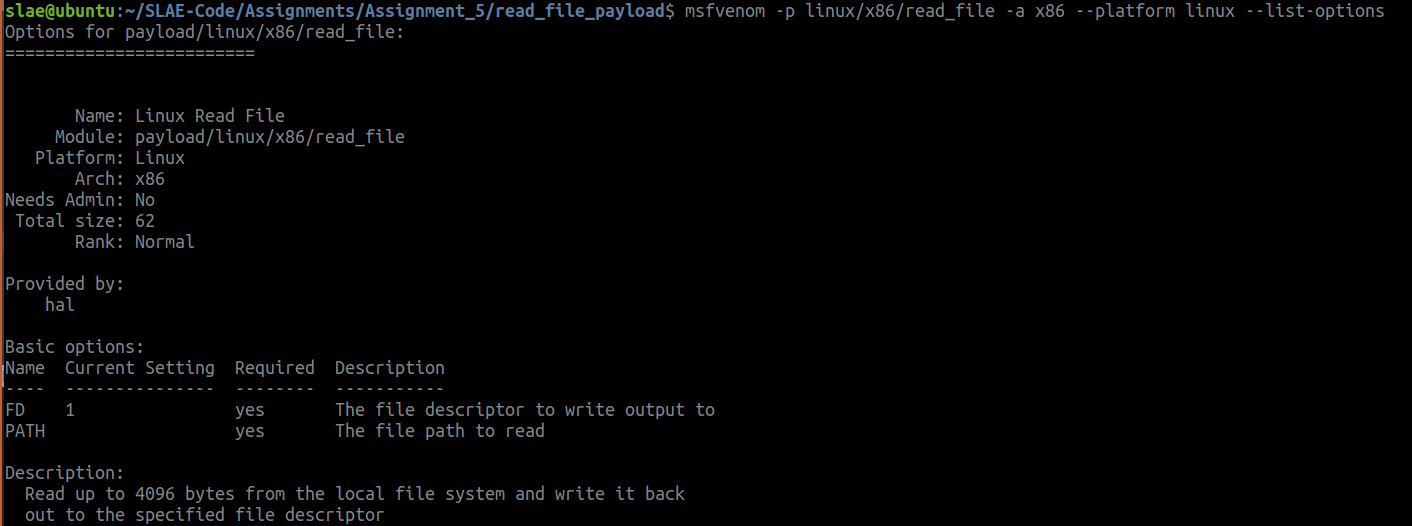 slae@ubuntu:~/SLAE-Code/Assignments/Assignment_5/read_file_payload$ msfvenom -p linux/x86/read_file -a x86 --platform linux --list-options
Options for payload/linux/x86/read_file:
=========================
Name: Linux Read File
Module: payload/linux/x86/read_file
Platform: Linux
Arch: x86
Needs Admin: No
Total size: 62
Rank: Normal
Provided by:
hal
Basic options:
Name  Current Setting  Required  Description
----  ---------------  --------  -----------
FD    1                yes       The file descriptor to write output to
PATH                   yes       The file path to read
Description:
Read up to 4096 bytes from the local file system and write it back
out to the specified file descriptor